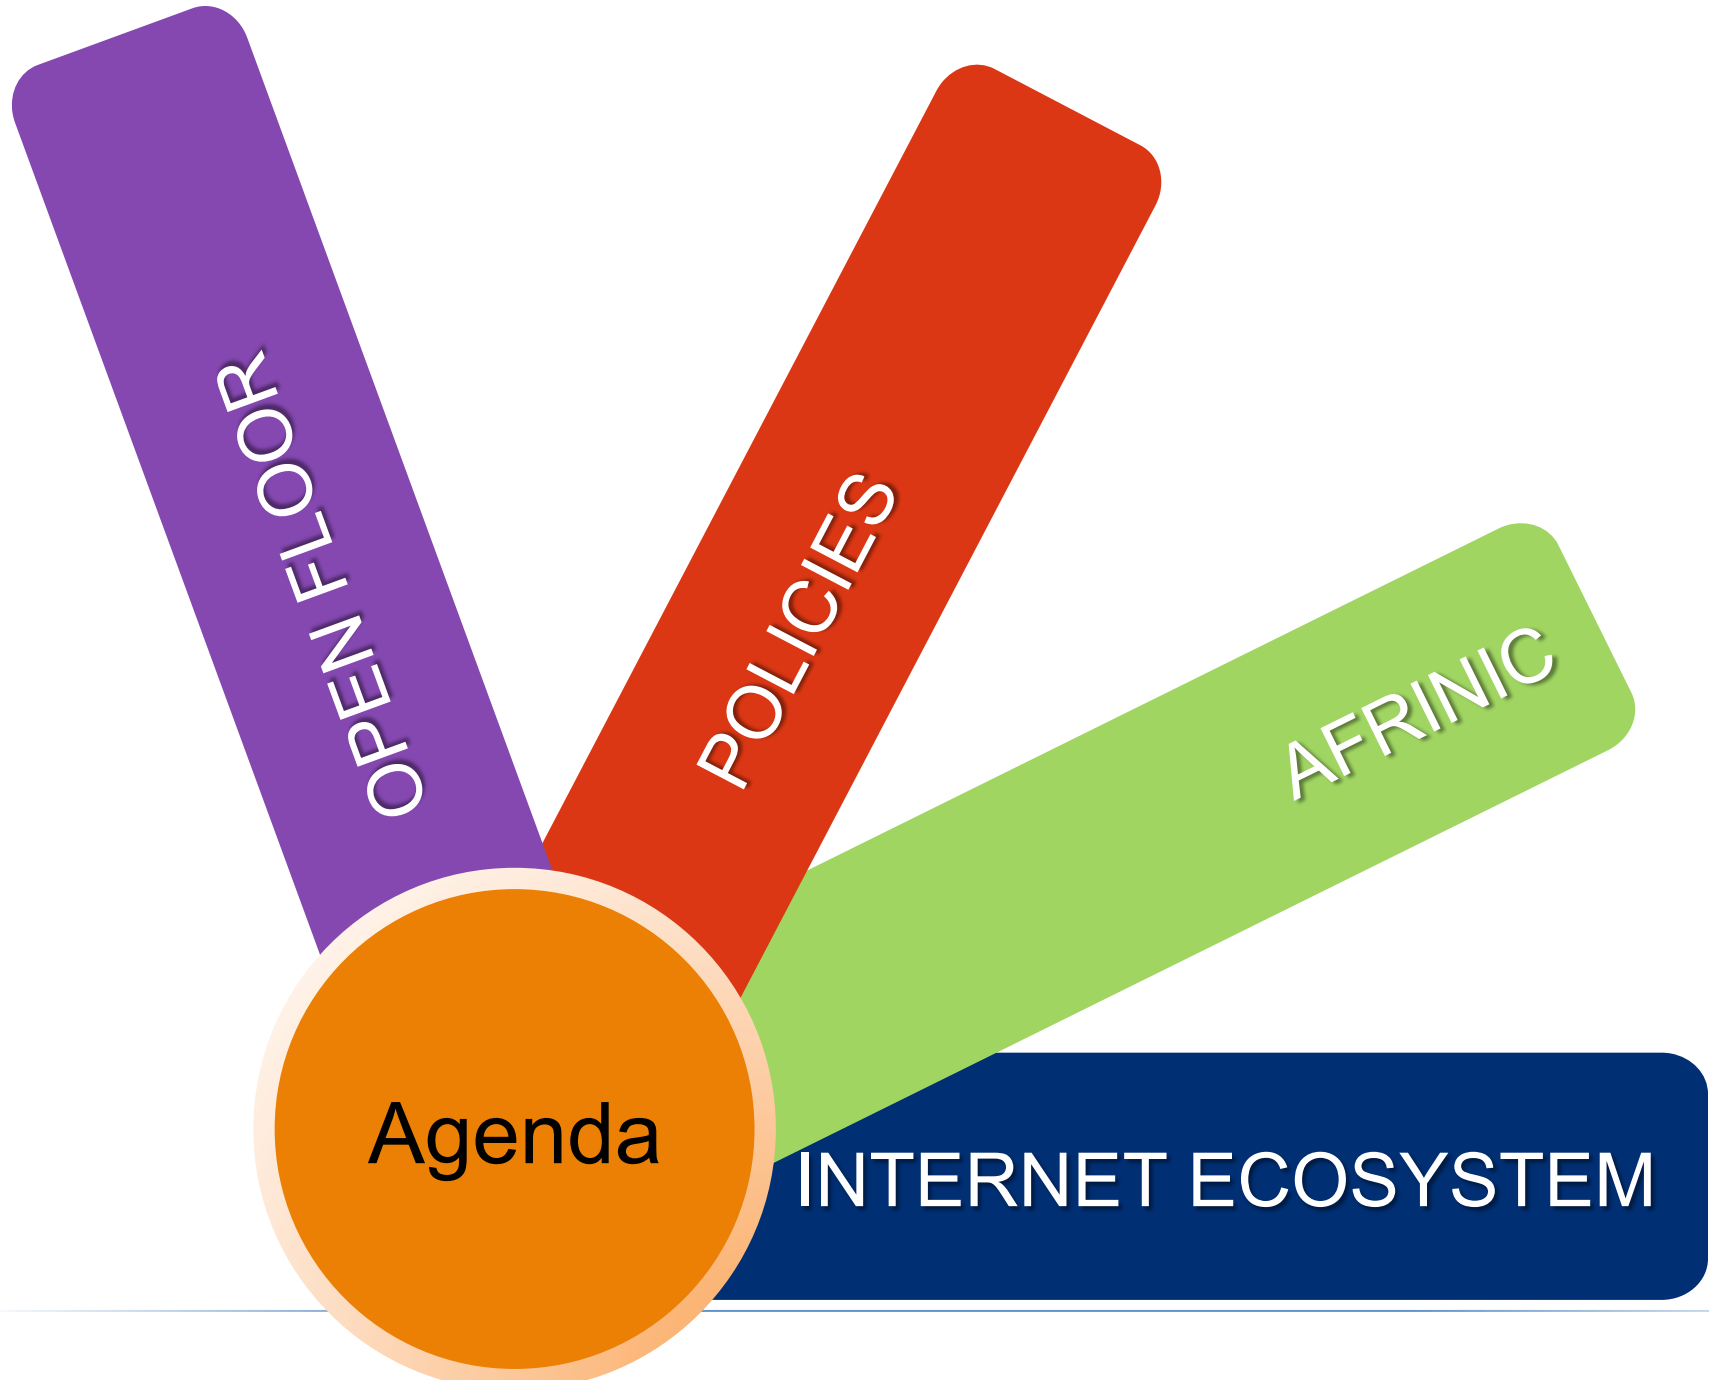 OPEN FLOOR
POLICIES
AFRINIC
Agenda
INTERNET ECOSYSTEM